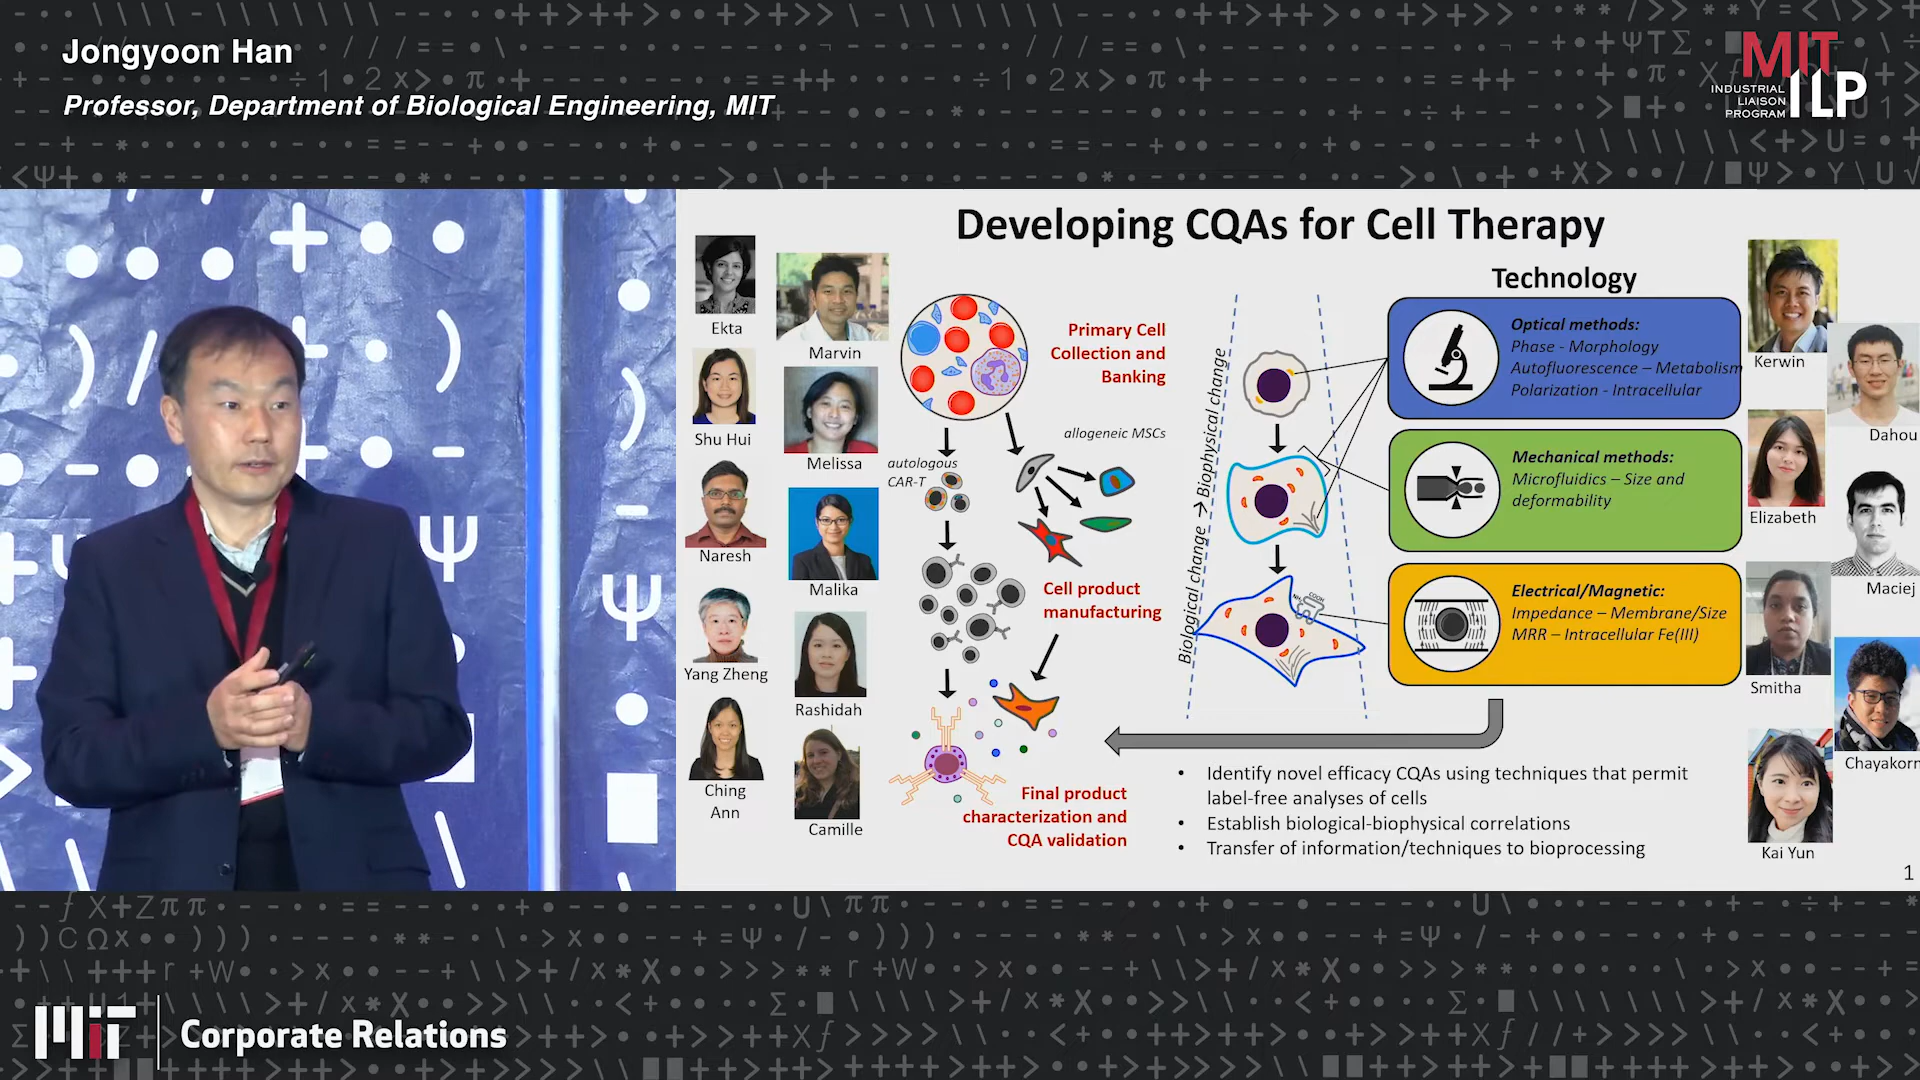 Jongyoon Han
Professor, Department of Biological Engineering, MIT
MIT
ILP
INDUSTRIAL
LIAISON
PROGRAM
Developing CQAs for Cell Therapy
Technology
Ekta
Marvin
Shu Hui
Melissa
Naresh
Malika
Yang Zheng
Rashidah
Ching
Ann
Camille
Primary Cell
Collection and
Banking
allogeneic MSCs
autologous
CAR-T
Cell product
manufacturing
Final product
characterization and
CQA validation
Biological change → Biophysical change
COOH
Optical methods:
Phase - Morphology
Autofluorescence – Metabolism
Polarization - Intracellular
Mechanical methods:
Microfluidics – Size and
deformability
Electrical/Magnetic:
Impedance – Membrane/Size
MRR – Intracellular Fe(III)
Kerwin
Dahou
Elizabeth
Maciej
Smitha
Chayakorn
Kai Yun
• Identify novel efficacy CQAs using techniques that permit
label-free analyses of cells
• Establish biological-biophysical correlations
• Transfer of information/techniques to bioprocessing
1
MIT
Corporate Relations